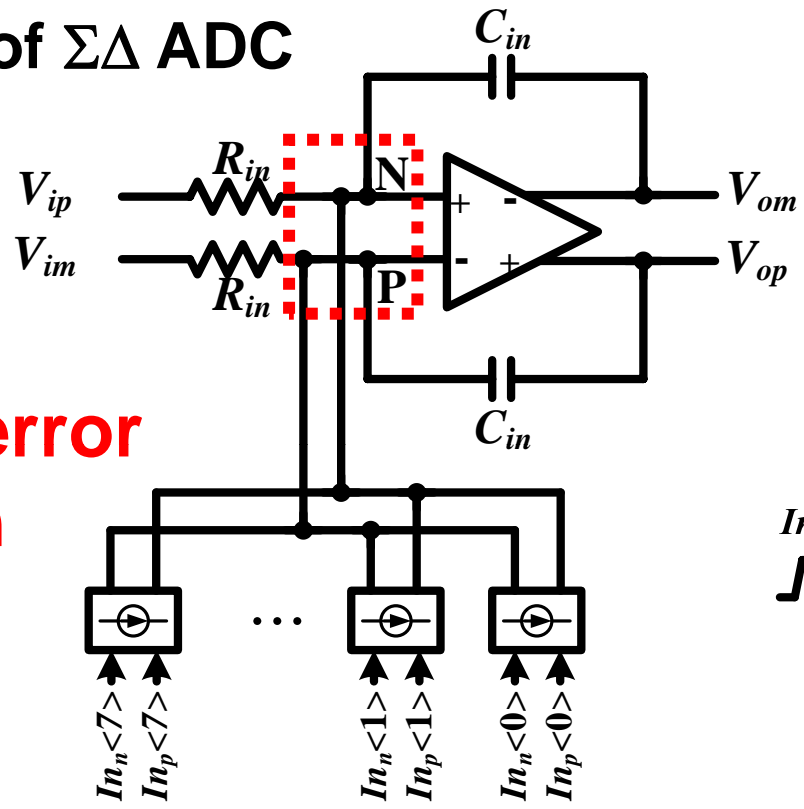 of ΣΔ ADC
C_in
R_in
N
V_ip
+
-
V_om
V_im
-
+
V_op
P
R_in
error
C_in
...
In_n<7>
In_p<7>
In_n<1>
In_p<1>
In_n<0>
In_p<0>